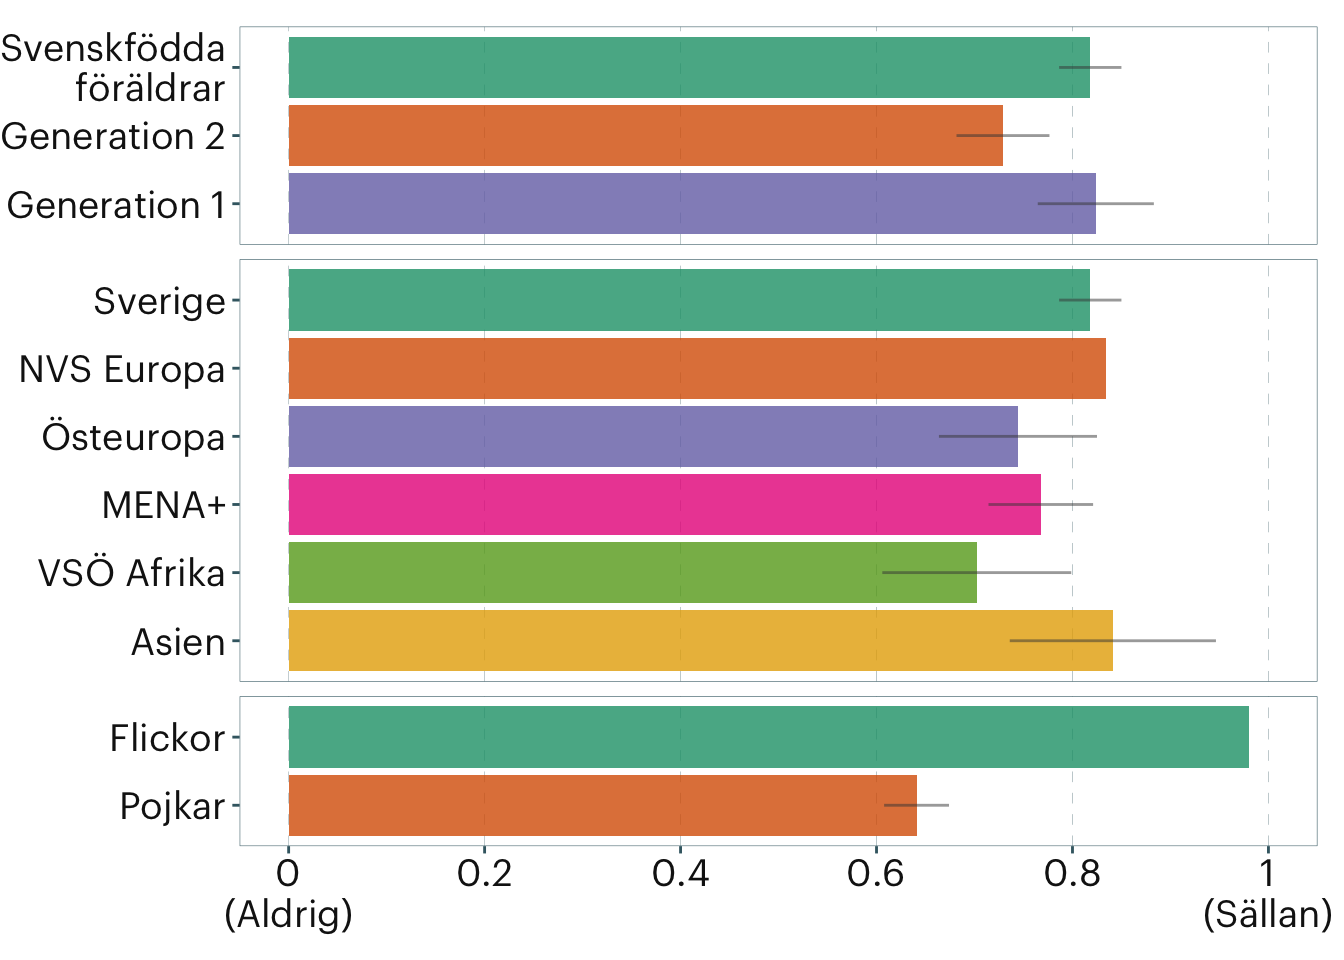 Svenskfödda
föräldrar
Generation 2
Generation 1
Sverige
NVS Europa
Östeuropa
MENA+
VSÖ Afrika
Asien
Flickor
Pojkar
0 0.2 0.4 0.6 0.8 1
(Aldrig) (Sällan)